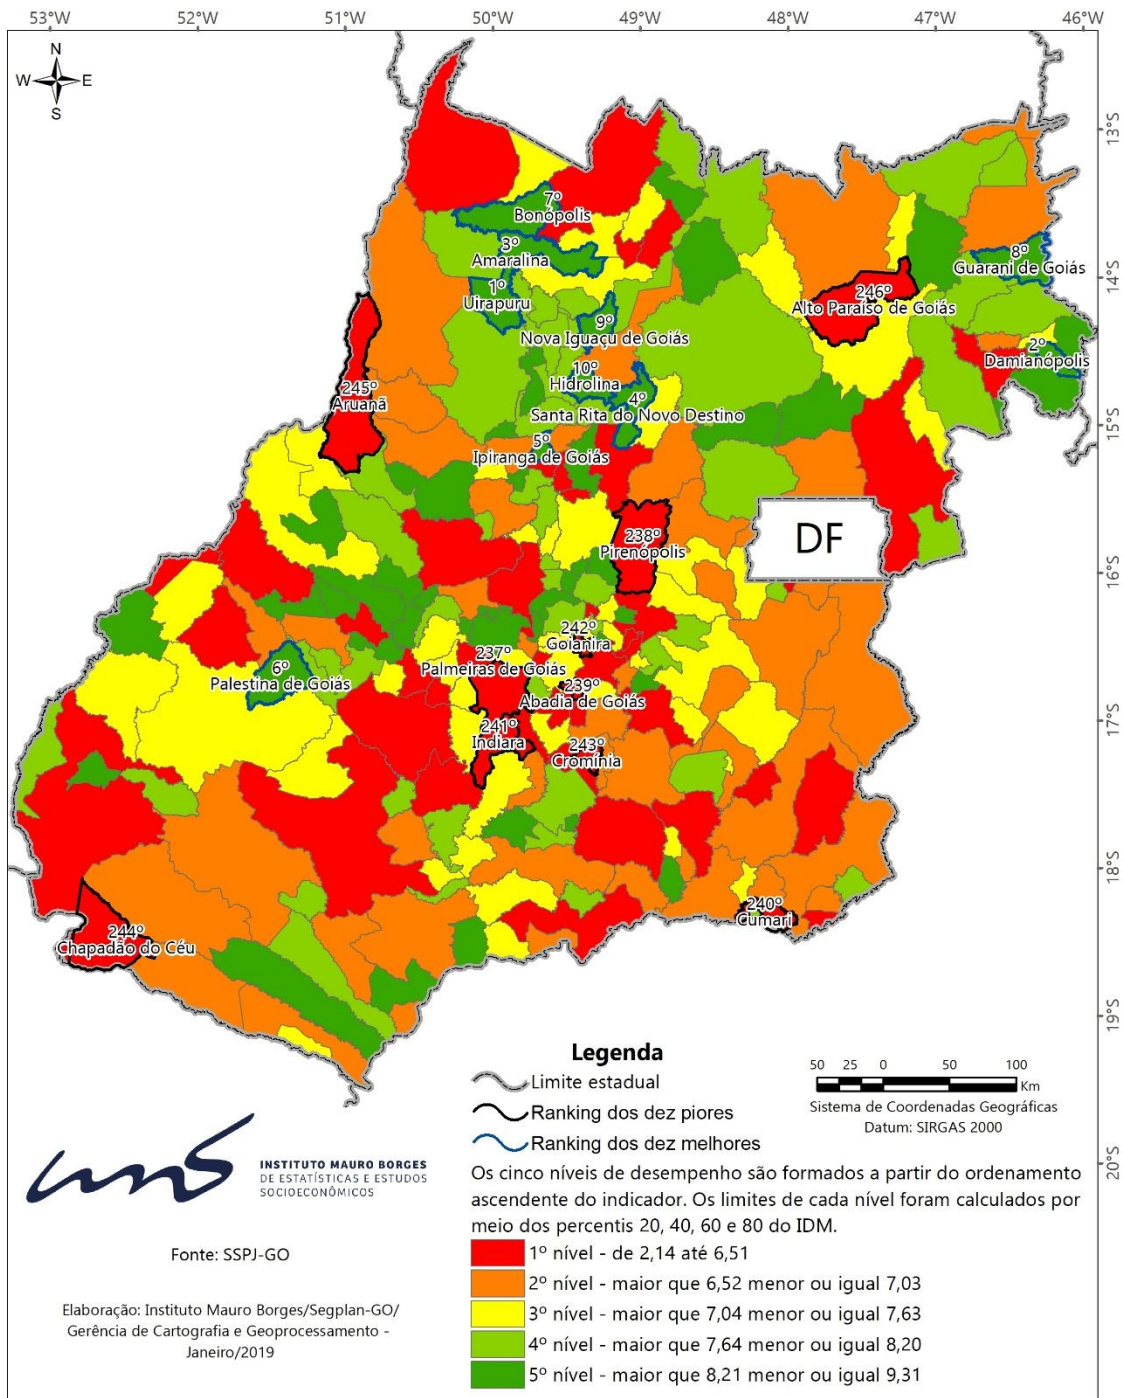 53°W 52°W 51°W 50°W 49°W 48°W 47°W 46°W
N
W E
S
13°S
14°S
15°S
16°S
17°S
18°S
19°S
20°S
7º
Bonópolis
3º
Amaralina
8º
Guarani de Goiás
1º
Uirapuru
246º
Alto Paraíso de Goiás
9º
Nova Iguaçu de Goiás
2º
Damianópolis
10º
Hidrolina
245º
Aruanã
4º
Santa Rita do Novo Destino
5º
Ipiranga de Goiás
238º
Pirenópolis
DF
242º
Goianira
237º
Palmeiras de Goiás
6º
Palestina de Goiás
239º
Abadia de Goiás
241º
Indiara
243º
Cromínia
240º
Cumari
244º
Chapadão do Céu
Legenda
Limite estadual
Ranking dos dez piores
Ranking dos dez melhores
50 25 0 50 100
Km
Sistema de Coordenadas Geográficas
Datum: SIRGAS 2000
Os cinco níveis de desempenho são formados a partir do ordenamento
ascendente do indicador. Os limites de cada nível foram calculados por
meio dos percentis 20, 40, 60 e 80 do IDM.
1º nível - de 2,14 até 6,51
2º nível - maior que 6,52 menor ou igual 7,03
3º nível - maior que 7,04 menor ou igual 7,63
4º nível - maior que 7,64 menor ou igual 8,20
5º nível - maior que 8,21 menor ou igual 9,31
INSTITUTO MAURO BORGES
DE ESTATÍSTICAS E ESTUDOS
SOCIOECONÔMICOS
Fonte: SSPJ-GO
Elaboração: Instituto Mauro Borges/Segplan-GO/
Gerência de Cartografia e Geoprocessamento -
Janeiro/2019